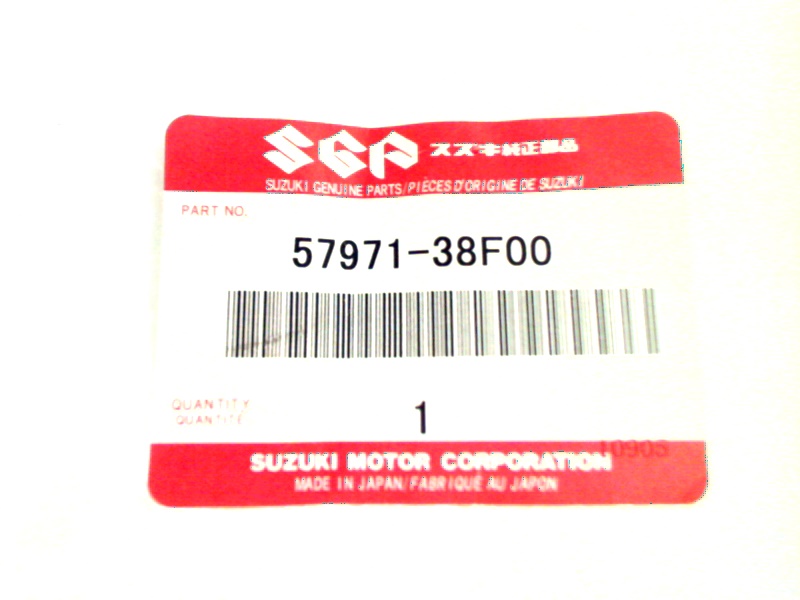 SGP スズキ純正部品
SUZUKI GENUINE PARTS/PIÈCES D'ORIGINE DE SUZUKI
PART NO.
57971-38F00
QUANTITY
QUANTITÉ
1
1090S
SUZUKI MOTOR CORPORATION
MADE IN JAPAN/FABRIQUÉ AU JAPON